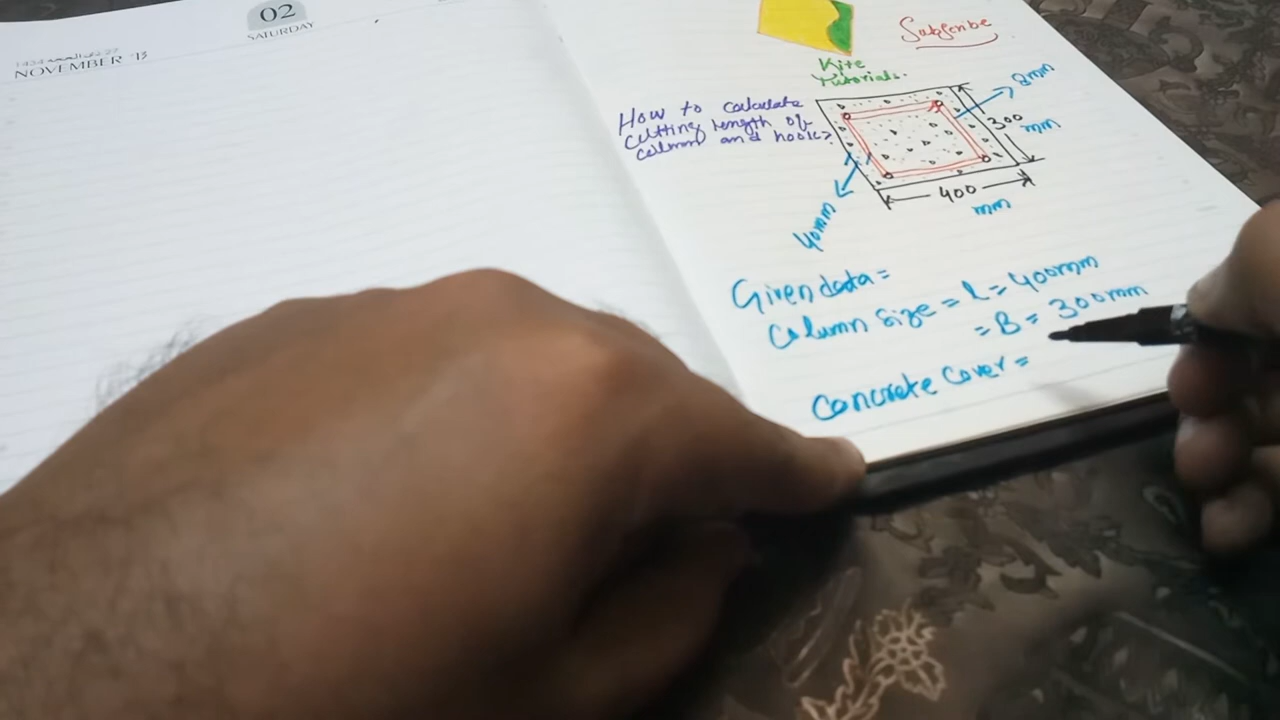 02
SATURDAY
NOVEMBER '13
Subscribe
Kite
Tutorials.
How to calculate
cutting length of
column and hooks?
8mm
300
mm
400
mm
40mm
Given data =
Column Size = L = 400mm
= B = 300mm
Concrete Cover =